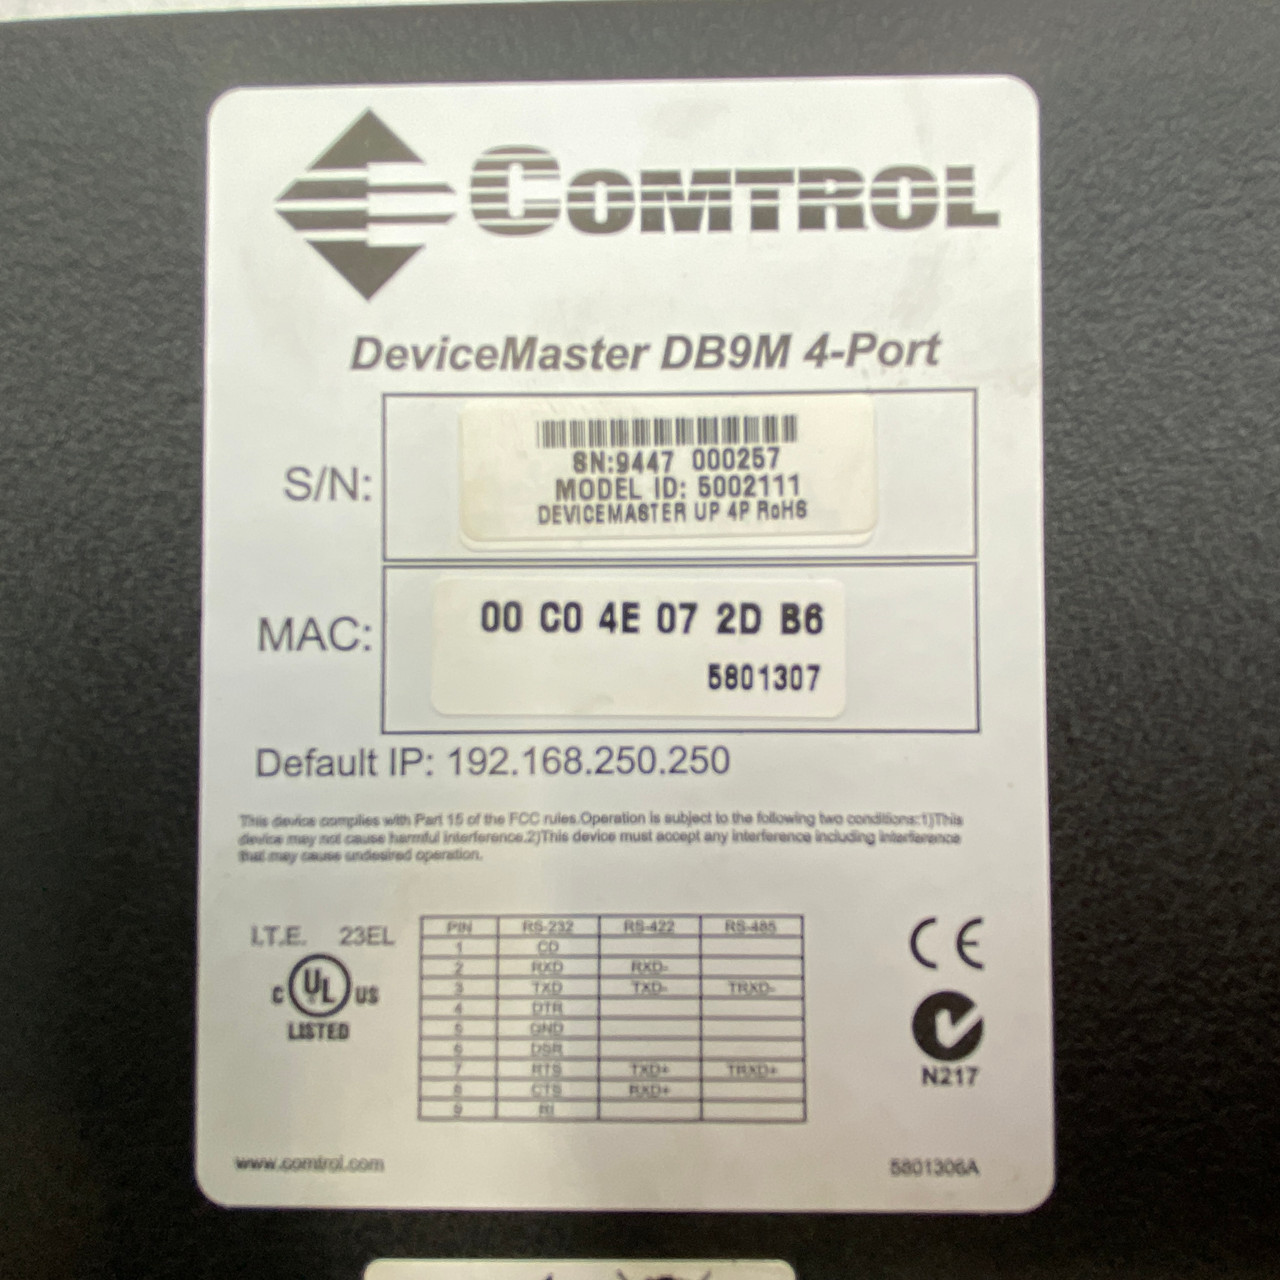 COMTROL
DeviceMaster DB9M 4-Port
S/N:
SN:9447 000257
MODEL ID: 5002111
DEVICEMASTER UP 4P RoHS
MAC:
00 C0 4E 07 2D B6
5801307
Default IP: 192.168.250.250
This device complies with Part 15 of the FCC rules.Operation is subject to the following two conditions:1)This
device may not cause harmful interference.2)This device must accept any interference including interference
that may cause undesired operation.
I.T.E. 23EL
C UL US
LISTED
PIN RS-232 RS-422 RS-485
1 CD
2 RXD RXD-
3 TXD TXD- TRXD-
4 DTR
5 GND
6 DSR
7 RTS TXD+ TRXD+
8 CTS RXD+
9 RI
CE
N217
www.comtrol.com
5801306A